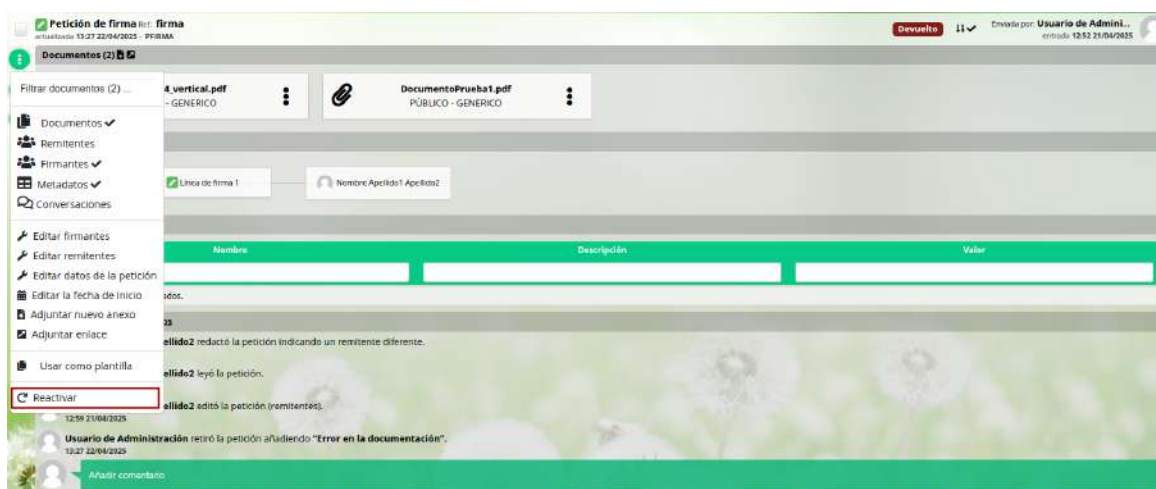 Petición de firma Ref: firma
actualizada 13:27 22/04/2025 - PFIRMA
Devuelto
Enviada por: Usuario de Admini...
entrada 12:52 21/04/2025
Documentos (2)
Filtrar documentos (2) ...
4_vertical.pdf
- GENERICO
DocumentoPrueba1.pdf
PÚBLICO - GENERICO
Documentos
Remitentes
Firmantes
Metadatos
Conversaciones
Línea de firma 1
Nombre Apellido1 Apellido2
Editar firmantes
Editar remitentes
Editar datos de la petición
Editar la fecha de inicio
Adjuntar nuevo anexo
Adjuntar enlace
Usar como plantilla
Reactivar
Nombre
Descripción
Valor
ados.
os
ellido2 redactó la petición indicando un remitente diferente.
ellido2 leyó la petición.
ellido2 editó la petición (remitentes).
12:59 21/04/2025
Usuario de Administración retiró la petición añadiendo "Error en la documentación".
13:27 22/04/2025
Añadir comentario